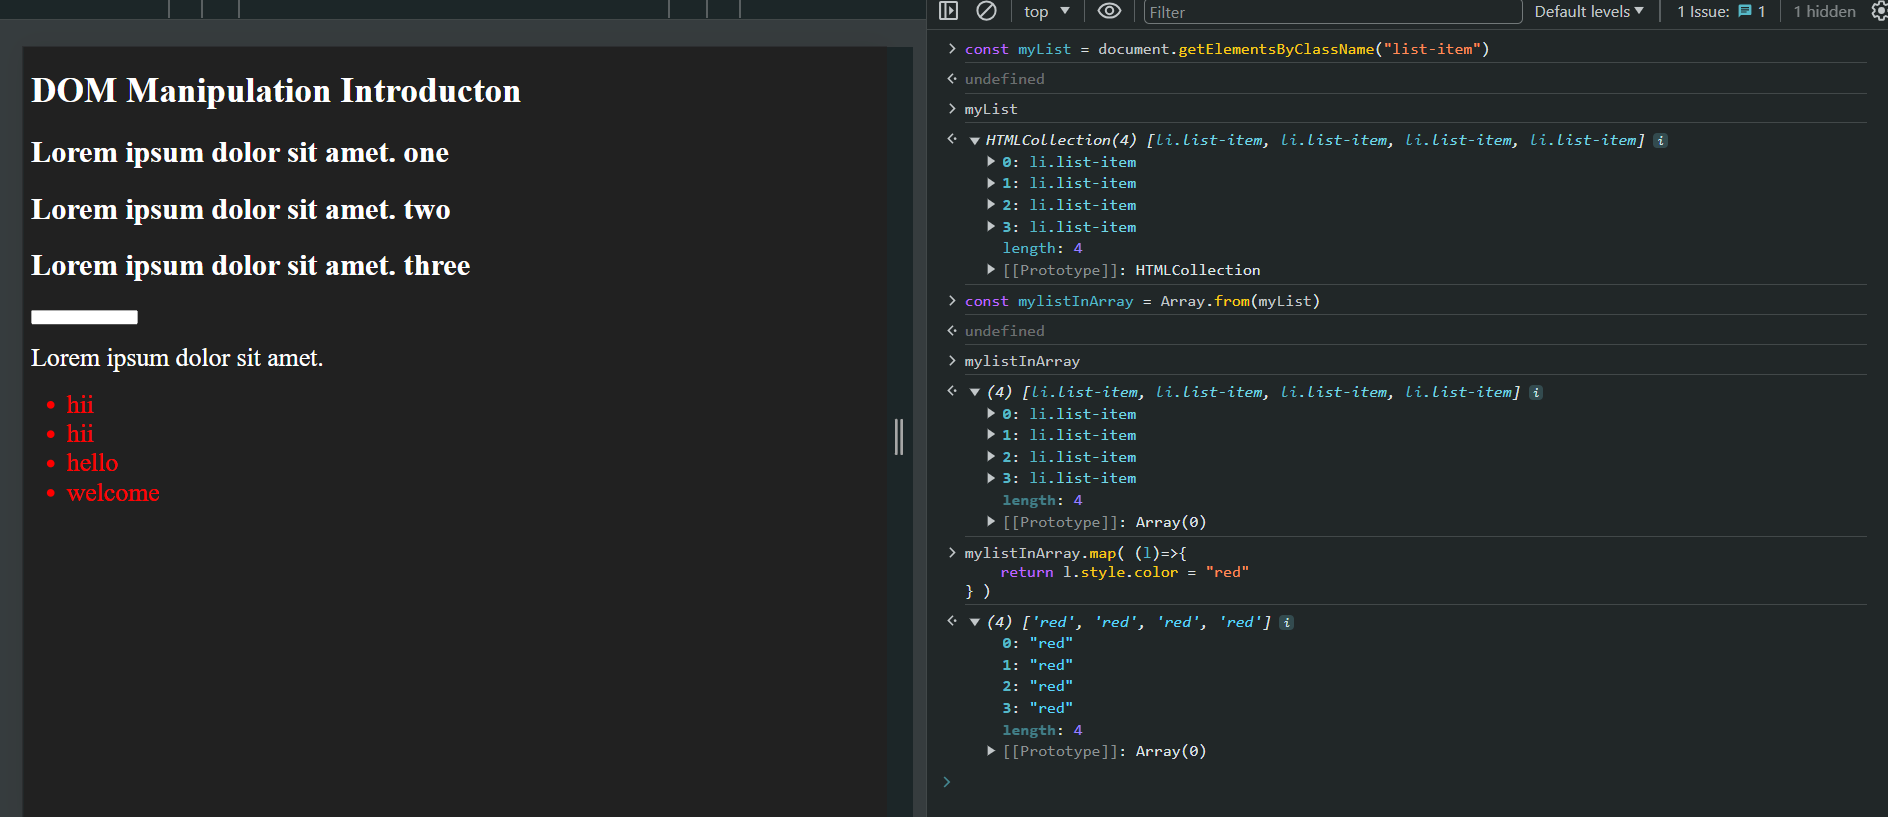 DOM Manipulation Introducton
Lorem ipsum dolor sit amet. one
Lorem ipsum dolor sit amet. two
Lorem ipsum dolor sit amet. three
Lorem ipsum dolor sit amet.
• hii
• hii
• hello
• welcome
top Filter Default levels 1 Issue: 1 1 hidden
const myList = document.getElementsByClassName("list-item")
undefined
myList
HTMLCollection(4) [li.list-item, li.list-item, li.list-item, li.list-item] i
0: li.list-item
1: li.list-item
2: li.list-item
3: li.list-item
length: 4
[[Prototype]]: HTMLCollection
const mylistInArray = Array.from(myList)
undefined
mylistInArray
(4) [li.list-item, li.list-item, li.list-item, li.list-item] i
0: li.list-item
1: li.list-item
2: li.list-item
3: li.list-item
length: 4
[[Prototype]]: Array(0)
mylistInArray.map( (l)=>{
return l.style.color = "red"
} )
(4) ['red', 'red', 'red', 'red'] i
0: "red"
1: "red"
2: "red"
3: "red"
length: 4
[[Prototype]]: Array(0)